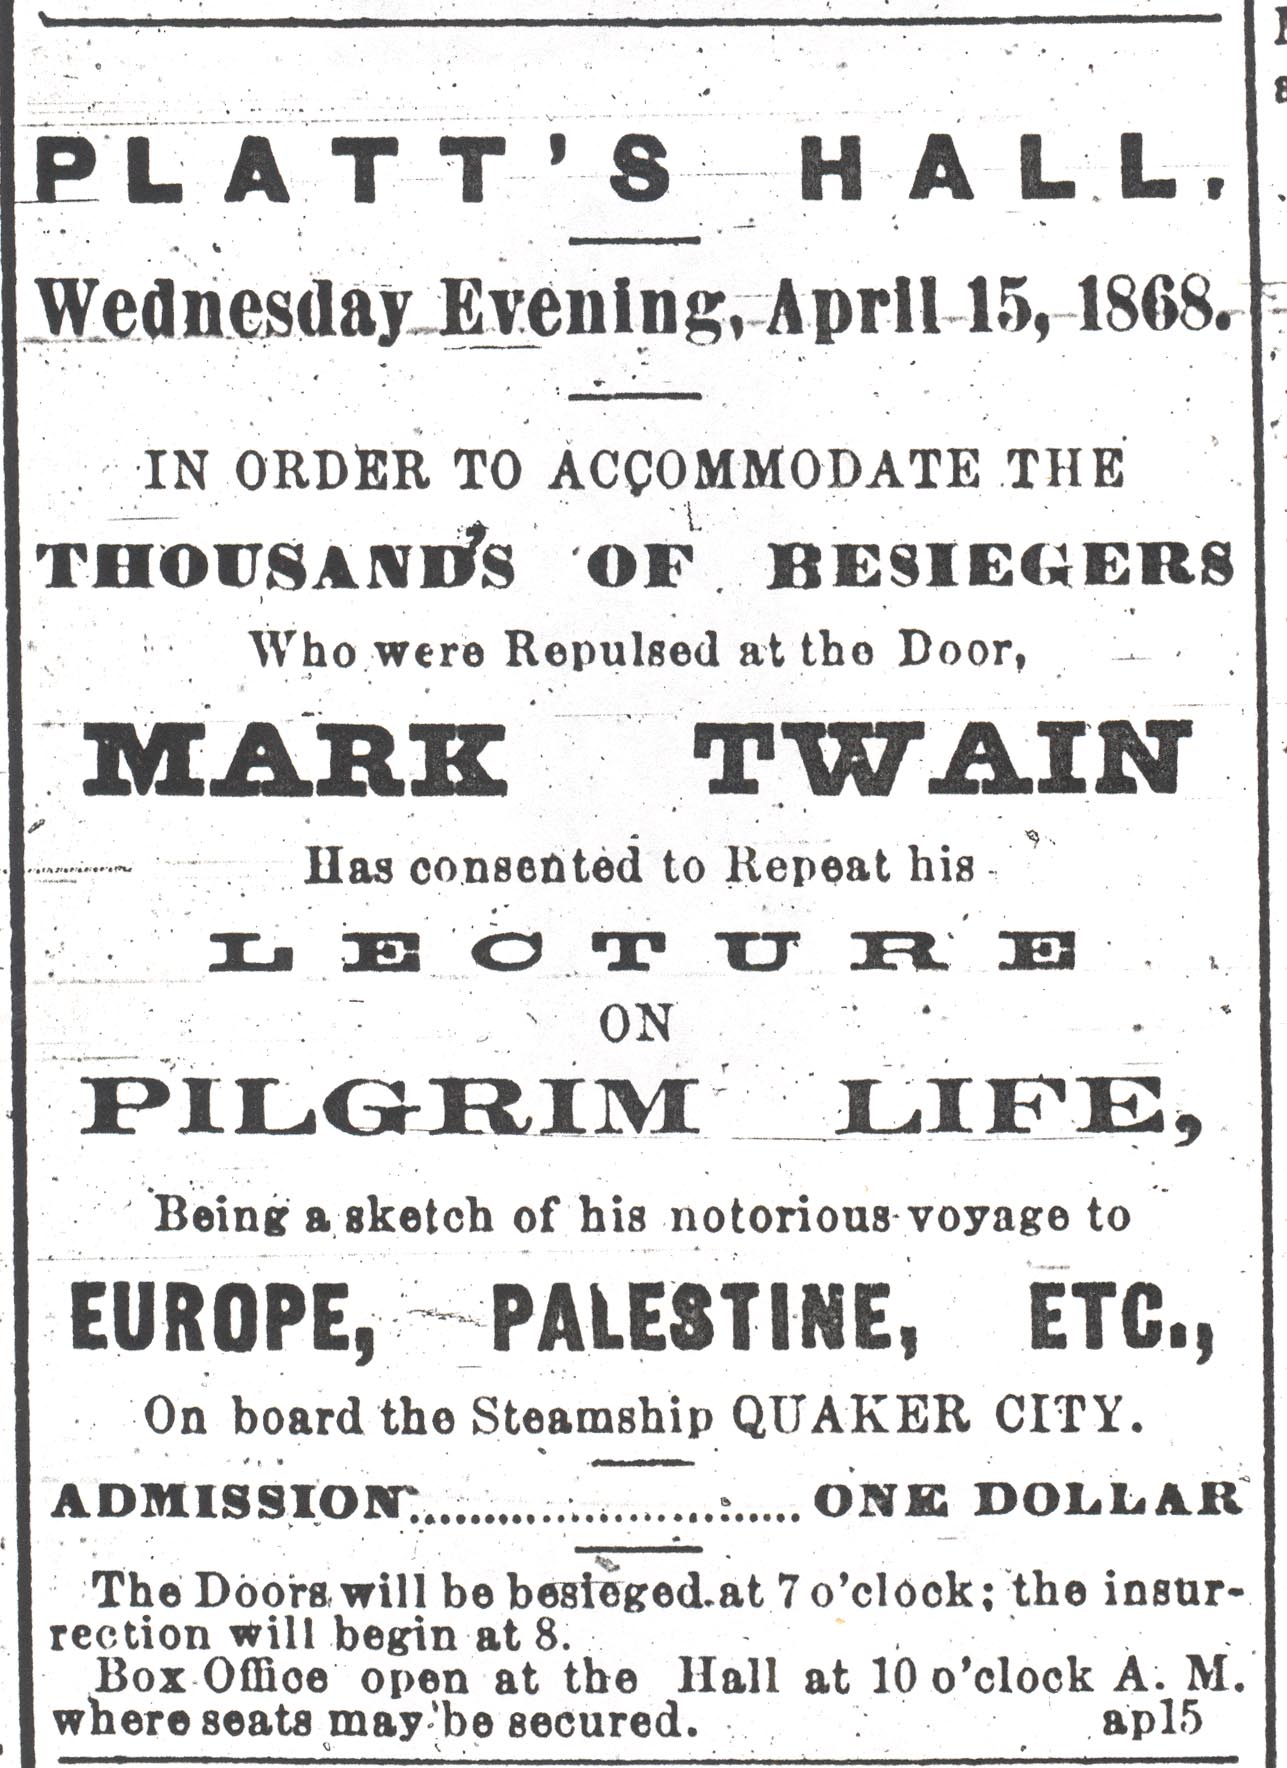 PLATT'S HALL.
Wednesday Evening, April 15, 1868.
IN ORDER TO ACCOMMODATE THE
THOUSANDS OF BESIEGERS
Who were Repulsed at the Door,
MARK TWAIN
Has consented to Repeat his
LECTURE
ON
PILGRIM LIFE,
Being a sketch of his notorious voyage to
EUROPE, PALESTINE, ETC.,
On board the Steamship QUAKER CITY.
ADMISSION.............................ONE DOLLAR
The Doors will be besieged at 7 o'clock; the insur-
rection will begin at 8.
Box Office open at the Hall at 10 o'clock A. M.
where seats may be secured. ap15